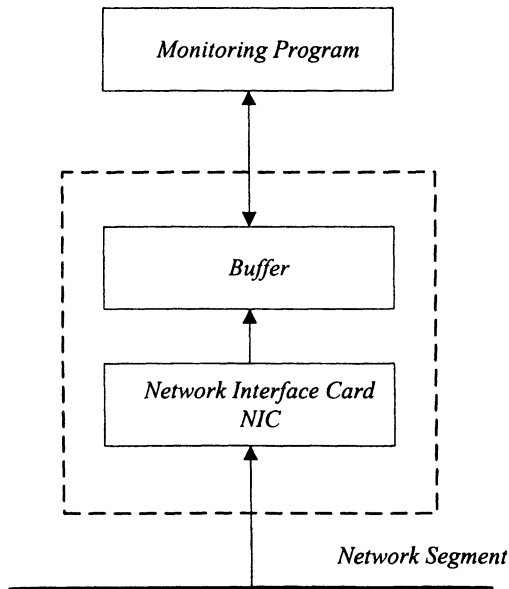 Monitoring Program
Buffer
Network Interface Card
NIC
Network Segment